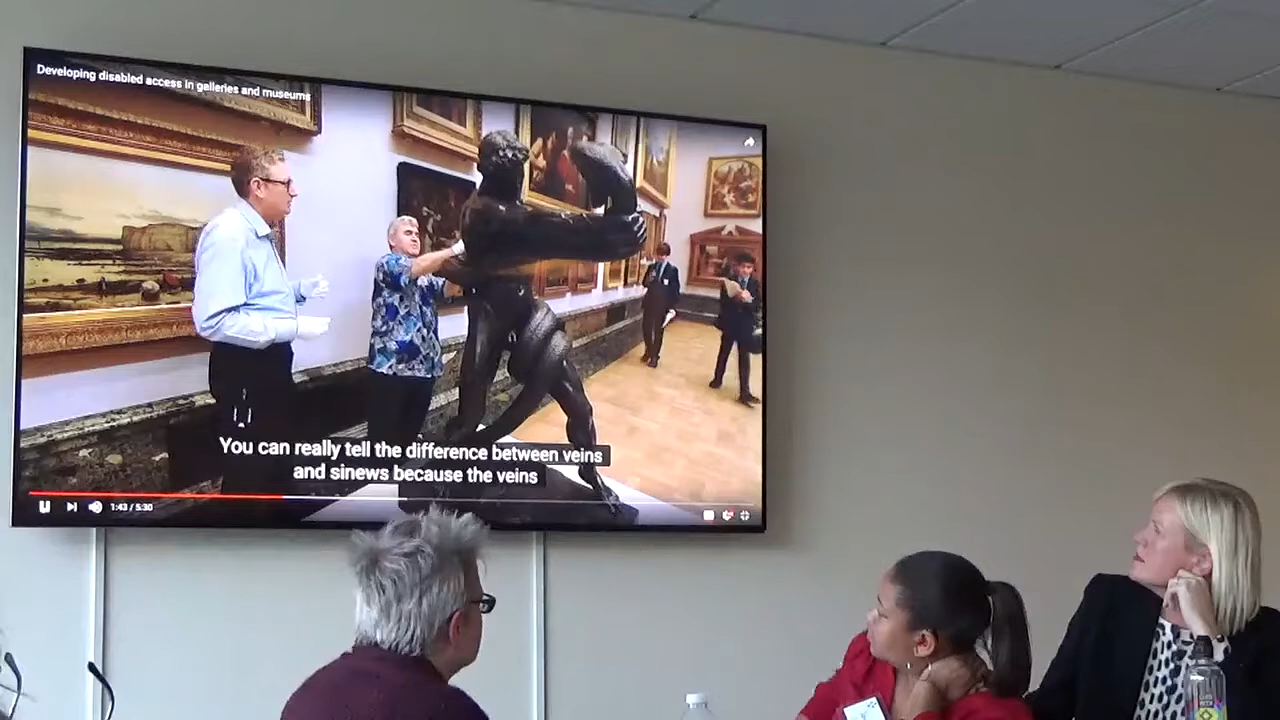 Developing disabled access in galleries and museums
You can really tell the difference between veins
and sinews because the veins
1:43 / 5:30